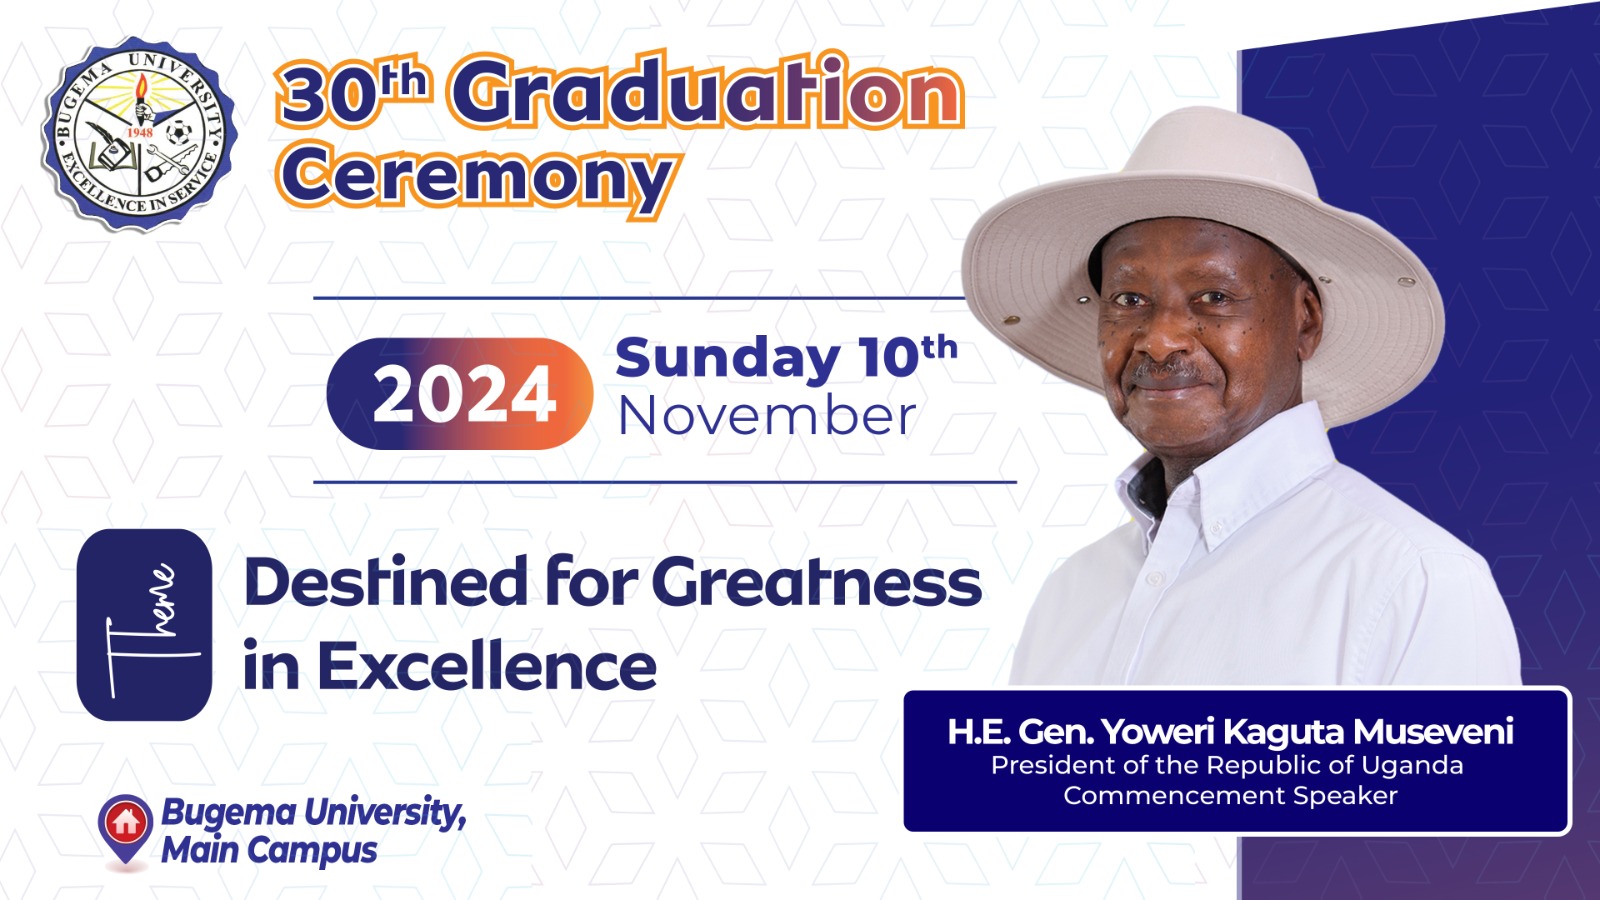 BUGEMA UNIVERSITY
1948
EXCELLENCE IN SERVICE
30th Graduation
Ceremony
2024
Sunday 10th
November
Theme
Destined for Greatness
in Excellence
H.E. Gen. Yoweri Kaguta Museveni
President of the Republic of Uganda
Commencement Speaker
Bugema University,
Main Campus